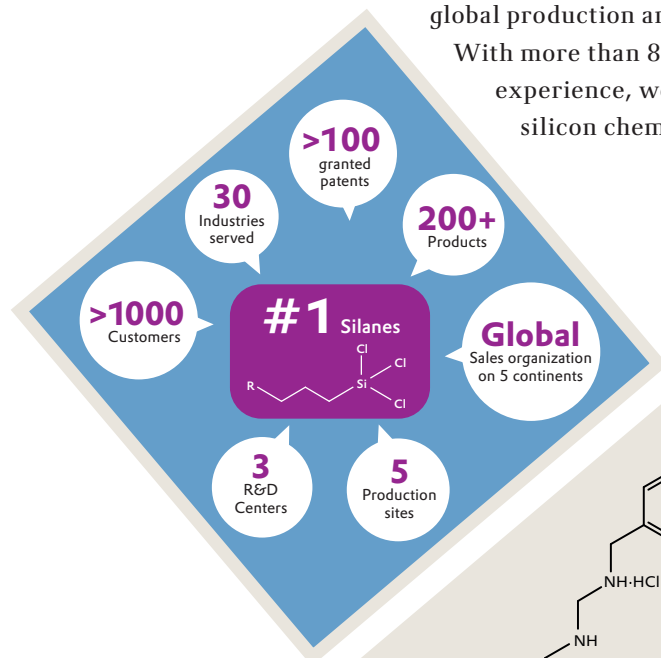 global production an
With more than 8
experience, we
silicon chem
>100
granted
patents
30
Industries
served
200+
Products
>1000
Customers
#1 Silanes
Cl
Cl
Si
R
Cl
Global
Sales organization
on 5 continents
3
R&D
Centers
5
Production
sites
NH·HCl
NH